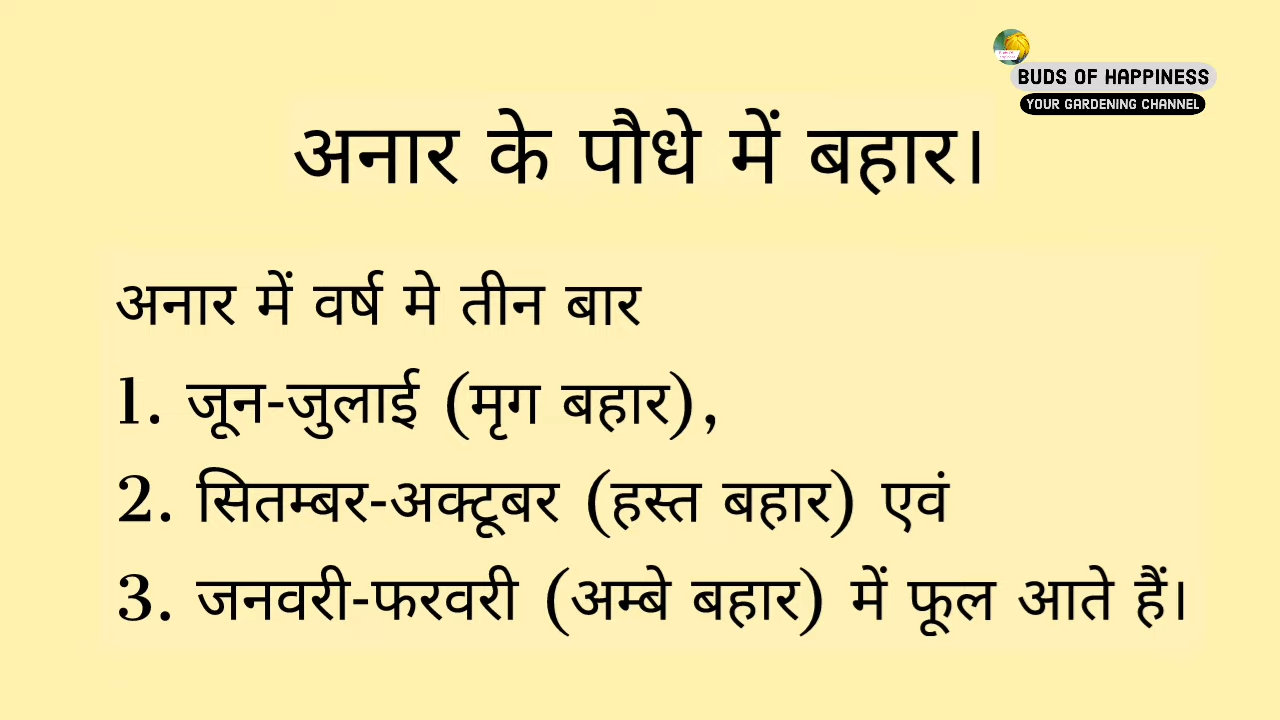 BUDS OF HAPPINESS
YOUR GARDENING CHANNEL
अनार के पौधे में बहार।
अनार में वर्ष मे तीन बार
1. जून-जुलाई (मृग बहार),
2. सितम्बर-अक्टूबर (हस्त बहार) एवं
3. जनवरी-फरवरी (अम्बे बहार) में फूल आते हैं।